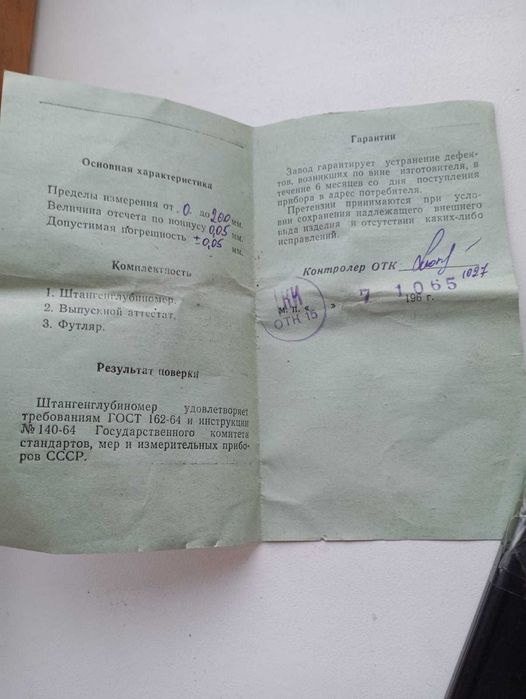 Основная характеристика
Пределы измерения от 0 до 200 мм.
Величина отсчета по нониусу 0,05 мм.
Допустимая погрешность ±0,05 мм.
Комплектность
1. Штангенглубиномер.
2. Выпускной аттестат.
3. Футляр.
Результат поверки
Штангенглубиномер удовлетворяет
требованиям ГОСТ 162-64 и инструкции
№ 140-64 Государственного комитета
стандартов, мер и измерительных прибо-
ров СССР.
Гарантии
Завод гарантирует устранение дефек-
тов, возникших по вине изготовителя, в
течение 6 месяцев со дня поступления
прибора в адрес потребителя.
Претензии принимаются при усло-
вии сохранения надлежащего внешнего
вида изделия и отсутствии каких-либо
исправлений.
Контролер ОТК
1027
7 1065
М. п. 196 г.
ОТК 15